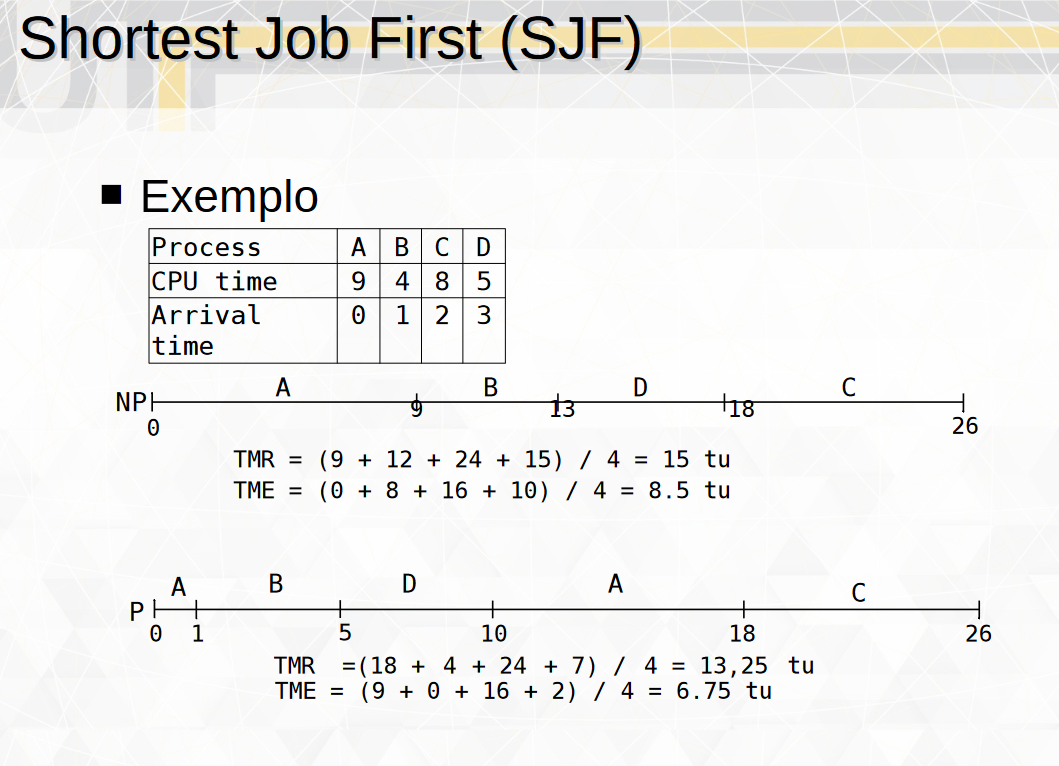 Shortest Job First (SJF)
Exemplo
Process A B C D
CPU time 9 4 8 5
Arrival time 0 1 2 3
A B D C
NP
0 9 13 18 26
TMR = (9 + 12 + 24 + 15) / 4 = 15 tu
TME = (0 + 8 + 16 + 10) / 4 = 8.5 tu
A B D A C
P
0 1 5 10 18 26
TMR =(18 + 4 + 24 + 7) / 4 = 13,25 tu
TME = (9 + 0 + 16 + 2) / 4 = 6.75 tu